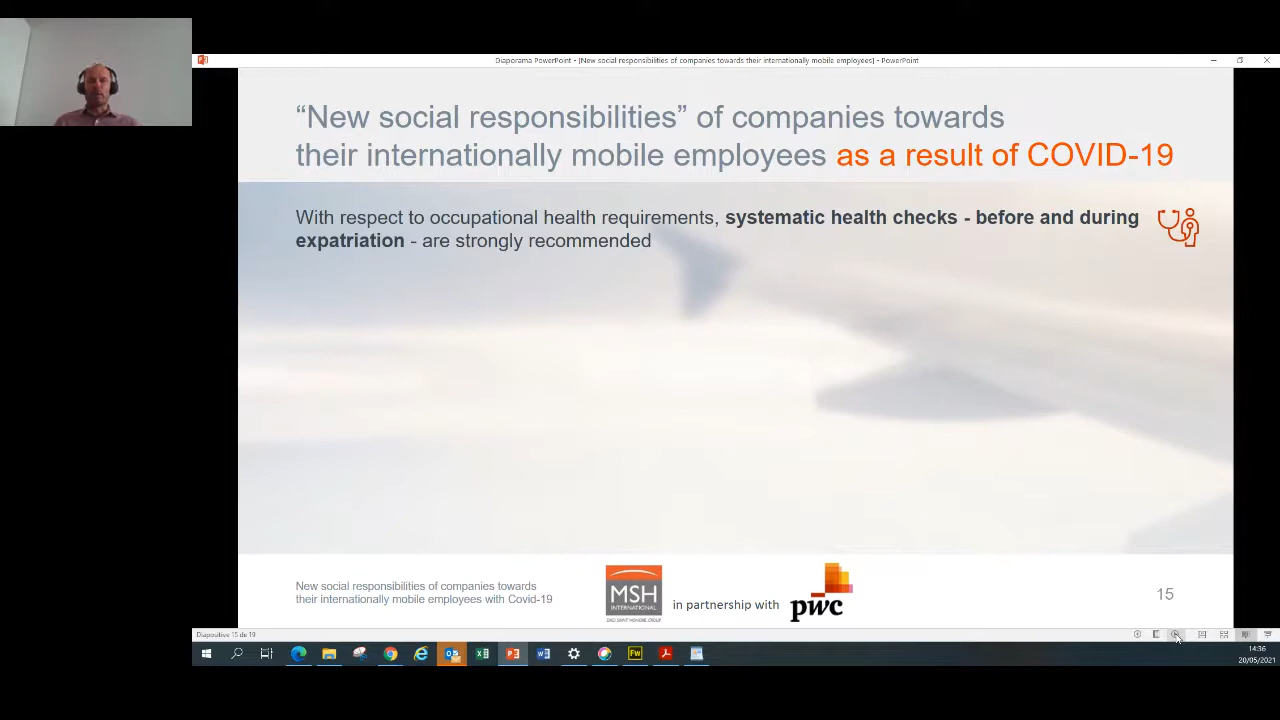 Diaporama PowerPoint - [New social responsibilities of companies towards their internationally mobile employees] - PowerPoint
“New social responsibilities” of companies towards
their internationally mobile employees as a result of COVID-19
With respect to occupational health requirements, systematic health checks - before and during
expatriation - are strongly recommended
New social responsibilities of companies towards
their internationally mobile employees with Covid-19
MSH
INTERNATIONAL
in partnership with
pwc
15
Diapositive 15 de 19
Fw
14:36
20/05/2021